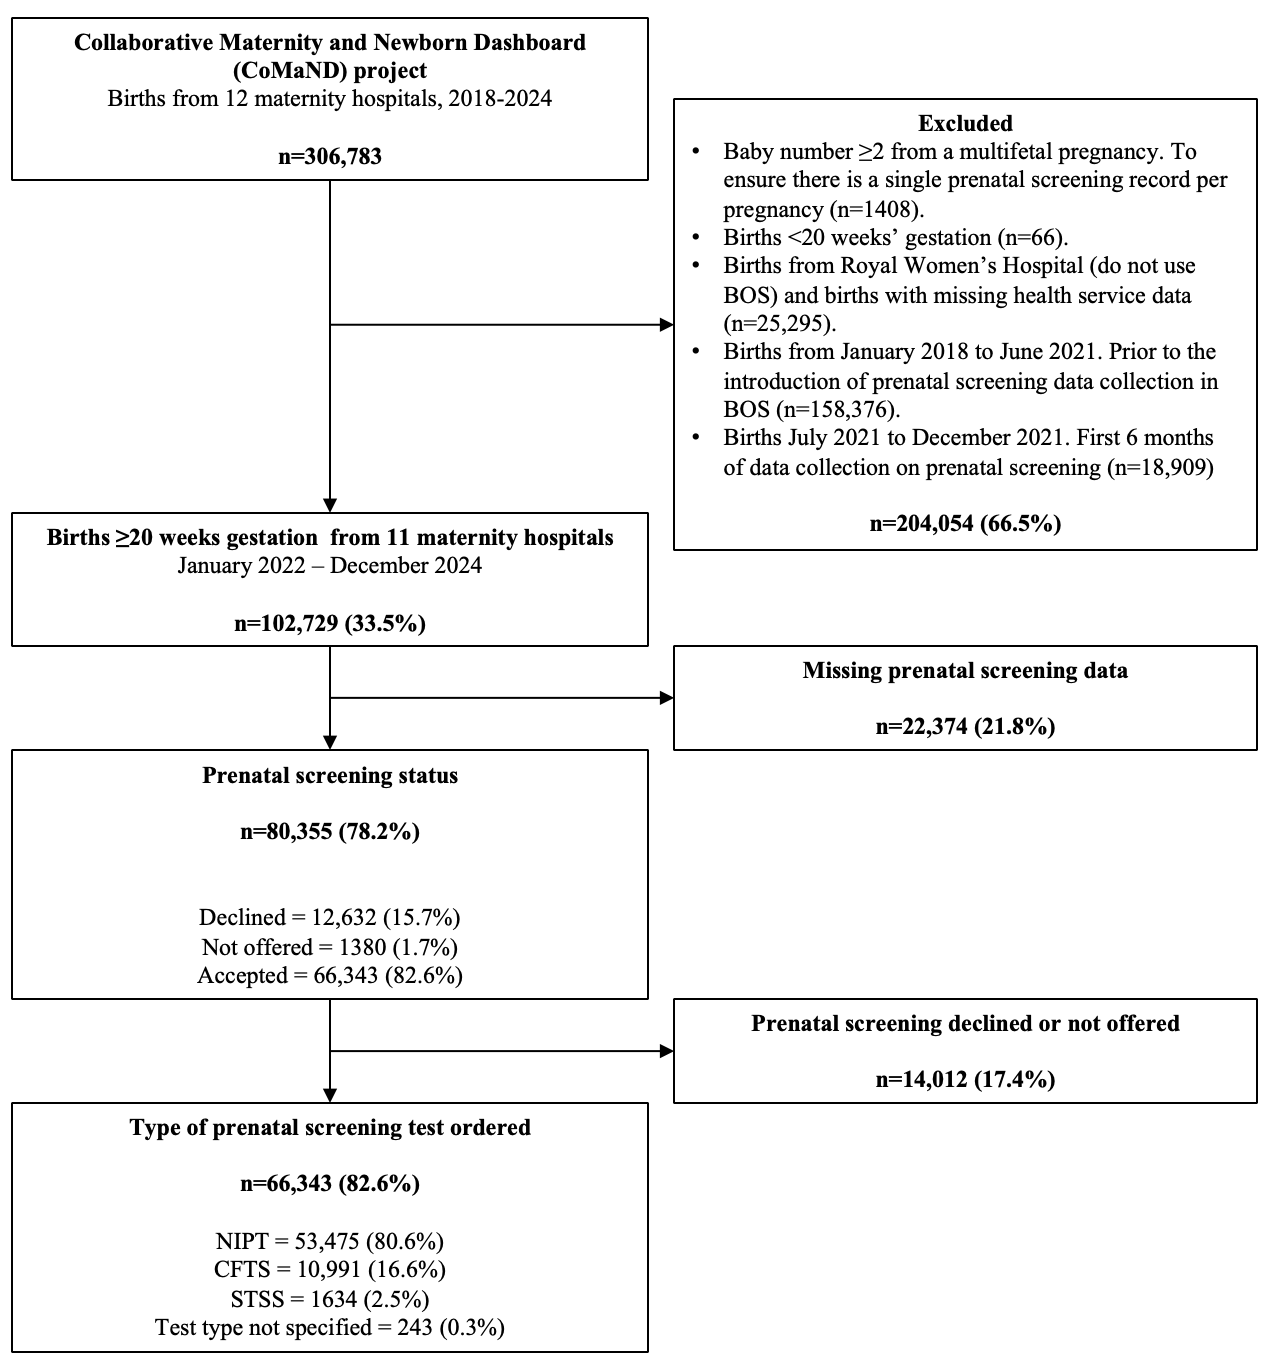 Collaborative Maternity and Newborn Dashboard
(CoMaND) project
Births from 12 maternity hospitals, 2018-2024
n=306,783
Excluded
• Baby number ≥2 from a multifetal pregnancy. To
ensure there is a single prenatal screening record per
pregnancy (n=1408).
• Births <20 weeks’ gestation (n=66).
• Births from Royal Women’s Hospital (do not use
BOS) and births with missing health service data
(n=25,295).
• Births from January 2018 to June 2021. Prior to the
introduction of prenatal screening data collection in
BOS (n=158,376).
• Births July 2021 to December 2021. First 6 months
of data collection on prenatal screening (n=18,909)
n=204,054 (66.5%)
Births ≥20 weeks gestation  from 11 maternity hospitals
January 2022 – December 2024
n=102,729 (33.5%)
Missing prenatal screening data
n=22,374 (21.8%)
Prenatal screening status
n=80,355 (78.2%)
Declined = 12,632 (15.7%)
Not offered = 1380 (1.7%)
Accepted = 66,343 (82.6%)
Prenatal screening declined or not offered
n=14,012 (17.4%)
Type of prenatal screening test ordered
n=66,343 (82.6%)
NIPT = 53,475 (80.6%)
CFTS = 10,991 (16.6%)
STSS = 1634 (2.5%)
Test type not specified = 243 (0.3%)